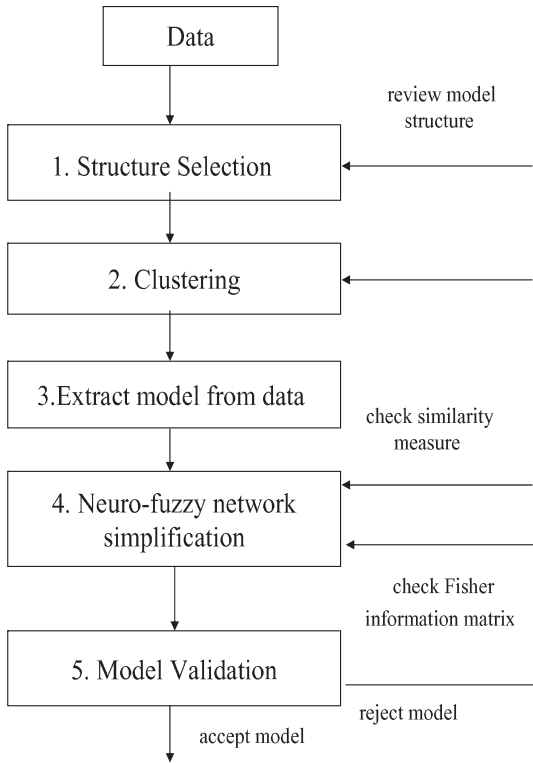 Data
review model
structure
1. Structure Selection
2. Clustering
3.Extract model from data
check similarity
measure
4. Neuro-fuzzy network
simplification
check Fisher
information matrix
5. Model Validation
reject model
accept model